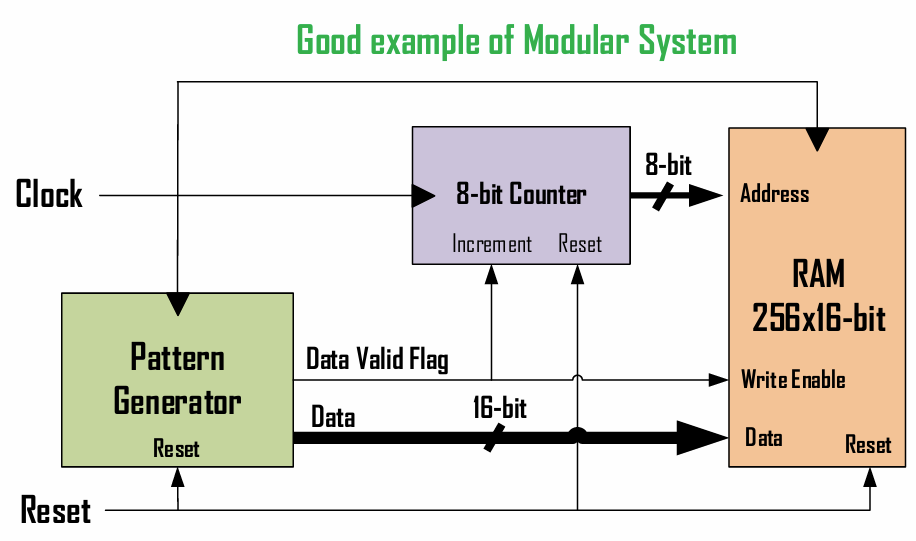 Good example of Modular System
8-bit
Clock
8-bit Counter
Address
Increment
Reset
RAM
256x16-bit
Pattern
Generator
Data Valid Flag
Write Enable
16-bit
Data
Data
Reset
Reset
Reset